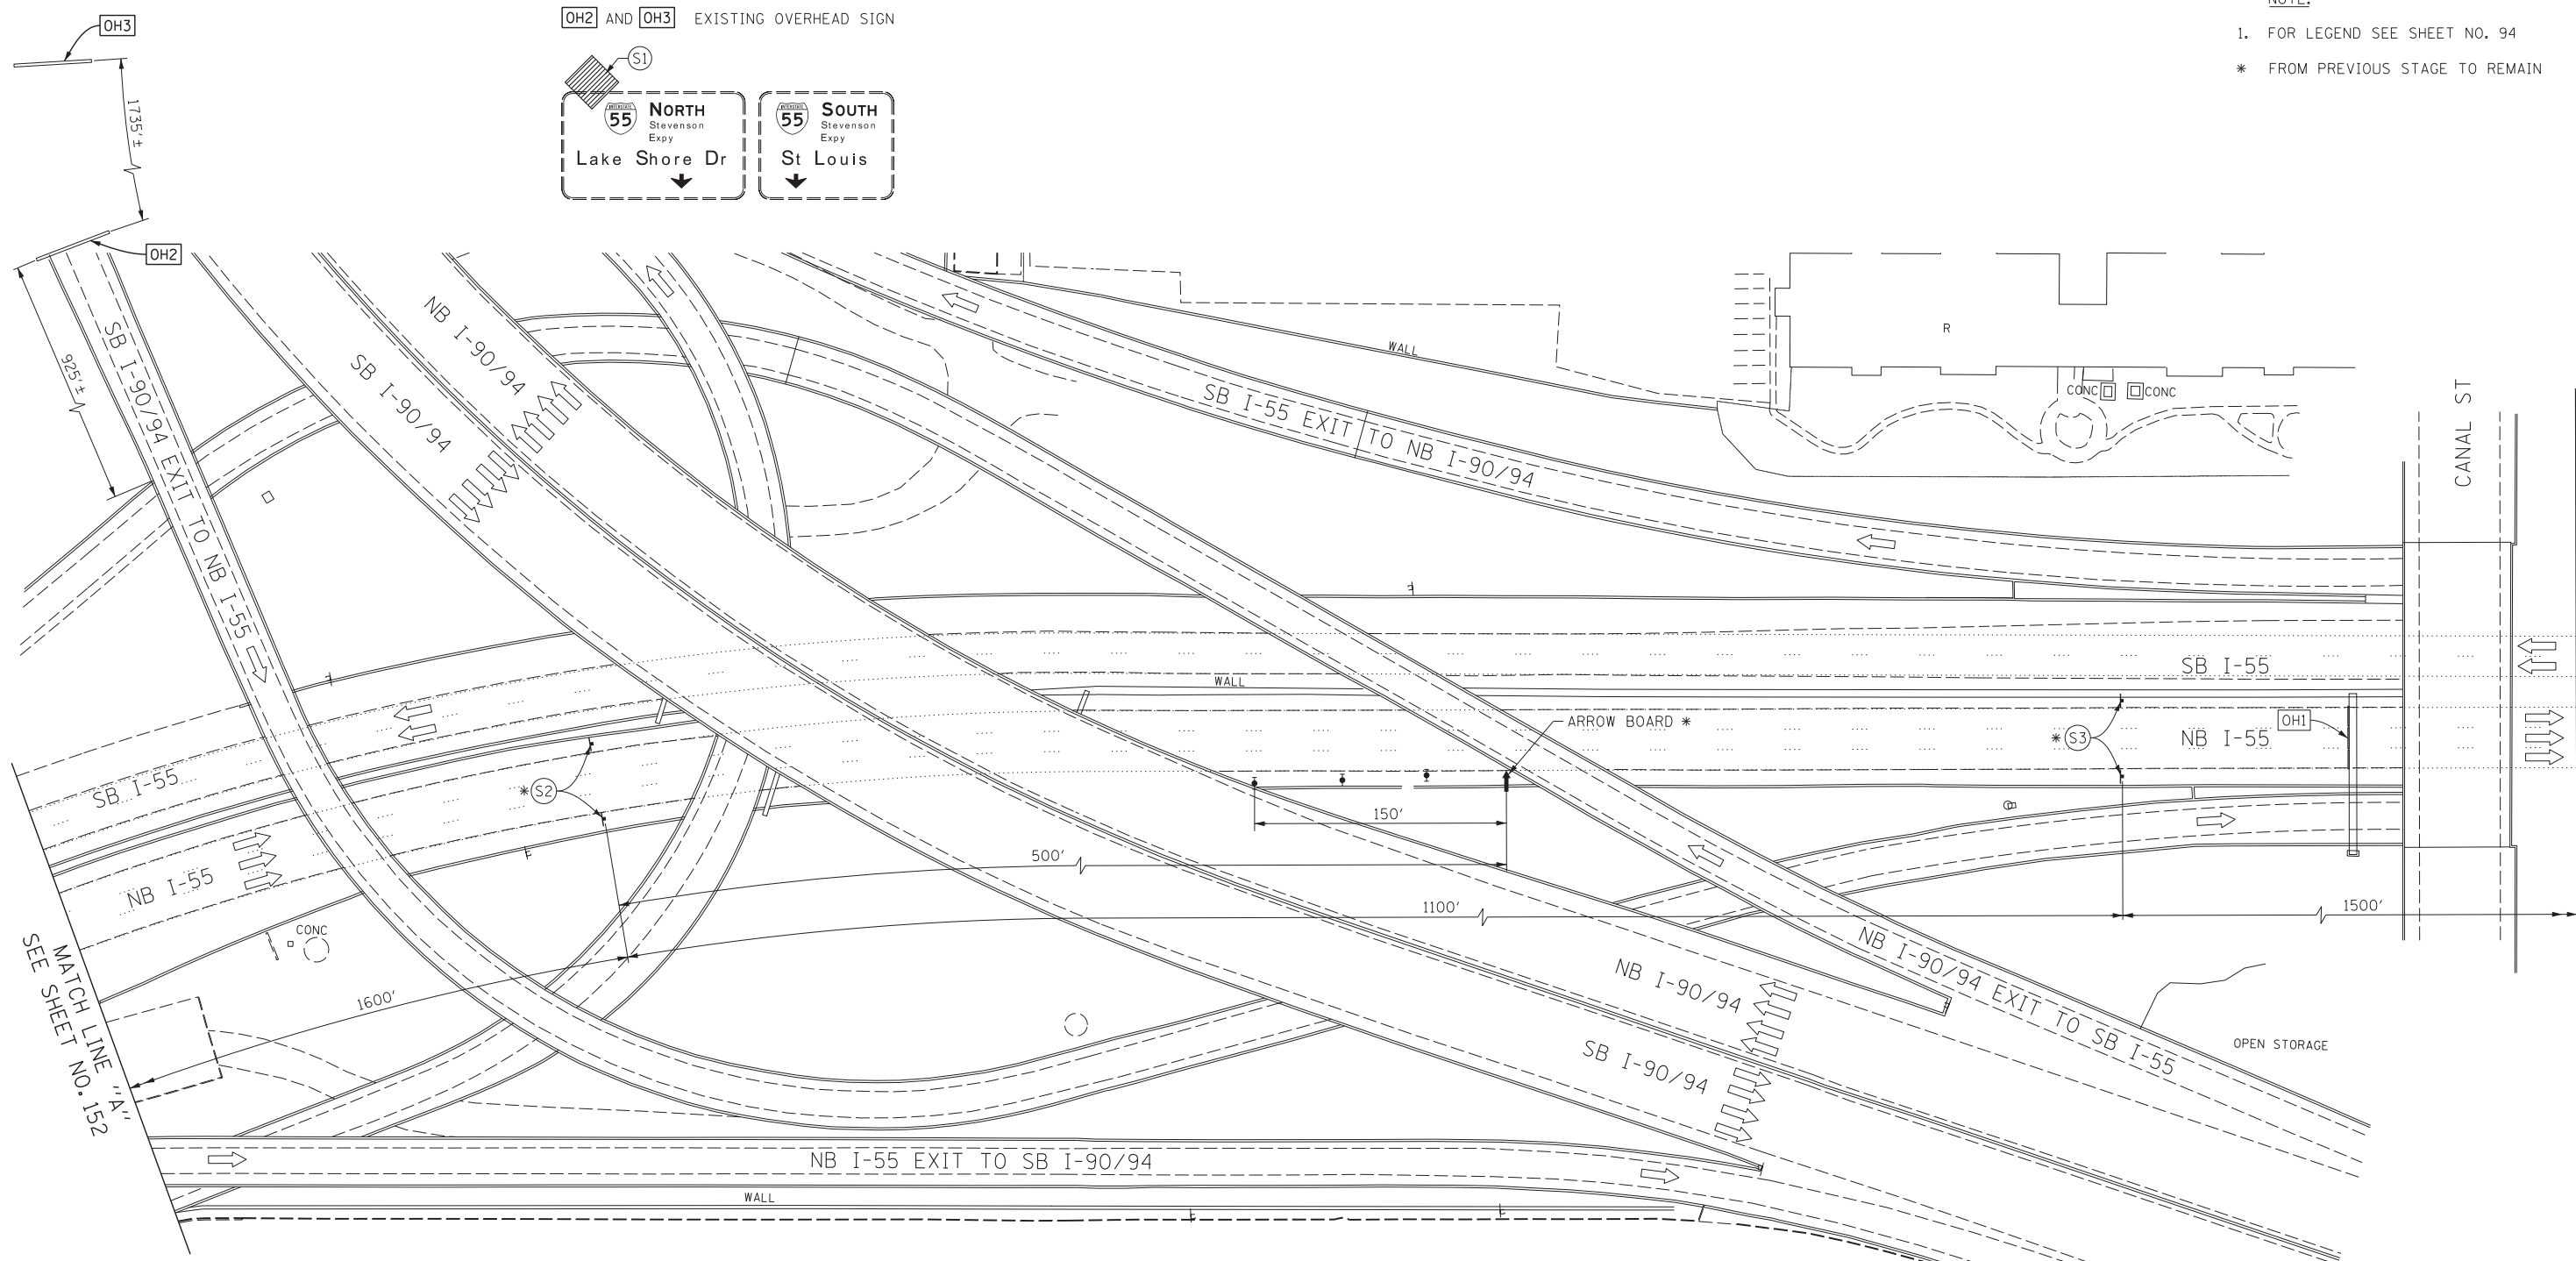 OH3
OH2 AND OH3 EXISTING OVERHEAD SIGN
S1
INTERSTATE 55 NORTH
Stevenson
Expy
Lake Shore Dr
INTERSTATE 55 SOUTH
Stevenson
Expy
St Louis
NOTE:
1. FOR LEGEND SEE SHEET NO. 94
* FROM PREVIOUS STAGE TO REMAIN
1735'±
OH2
925'±
SB I-90/94 EXIT TO NB I-55
SB I-90/94
NB I-90/94
WALL
SB I-55 EXIT TO NB I-90/94
R
CONC
CONC
CANAL ST
SB I-55
WALL
ARROW BOARD *
* S3
NB I-55
OH1
SB I-55
* S2
NB I-55
150'
500'
1100'
1500'
CONC
1600'
NB I-90/94
SB I-90/94
NB I-90/94 EXIT TO SB I-55
OPEN STORAGE
MATCH LINE "A"
SEE SHEET NO. 152
NB I-55 EXIT TO SB I-90/94
WALL